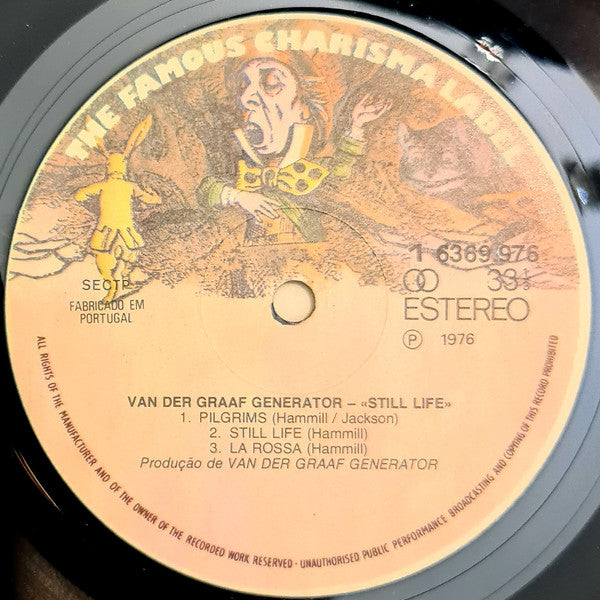 THE FAMOUS CHARISMA LABEL
1 6369.976
SECTP
FABRICADO EM
PORTUGAL
33⅓
ESTEREO
Ⓟ 1976
VAN DER GRAAF GENERATOR – «STILL LIFE»
1. PILGRIMS (Hammill / Jackson)
2. STILL LIFE (Hammill)
3. LA ROSSA (Hammill)
Produção de VAN DER GRAAF GENERATOR
ALL RIGHTS OF THE MANUFACTURER AND OF THE OWNER OF THE RECORDED WORK RESERVED - UNAUTHORISED PUBLIC PERFORMANCE BROADCASTING AND COPYING OF THIS RECORD PROHIBITED